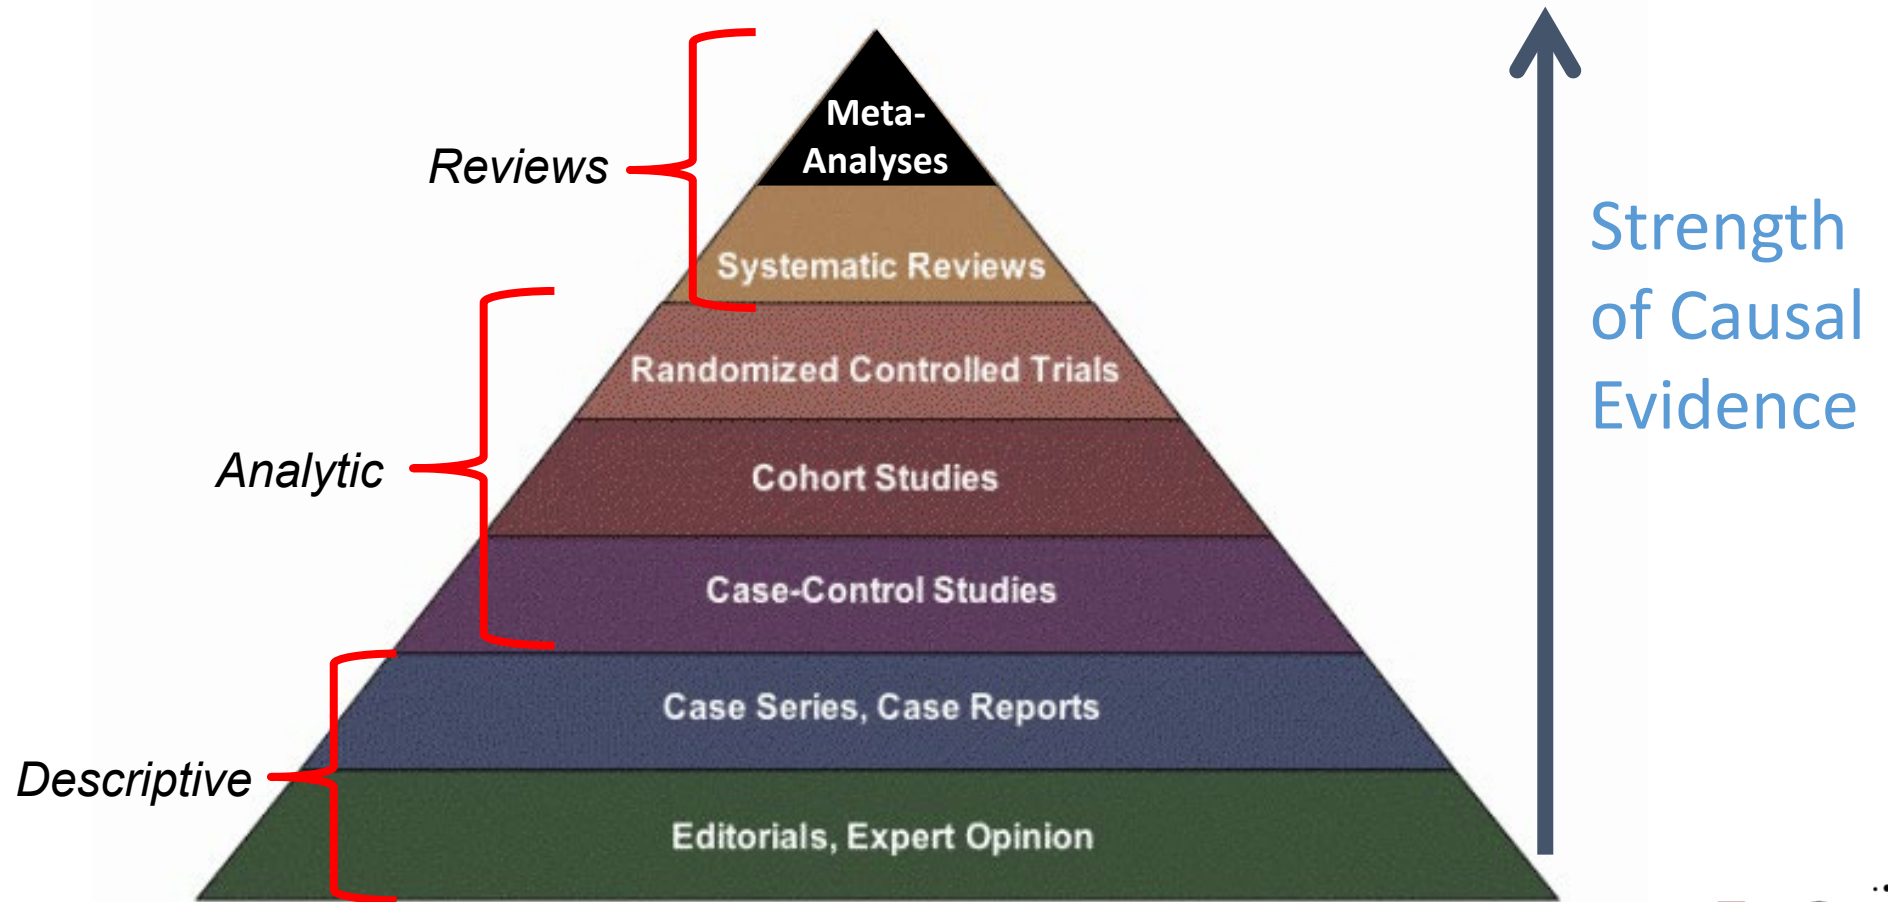 Meta-
Analyses
Reviews
Systematic Reviews
Strength
of Causal
Evidence
Randomized Controlled Trials
Analytic
Cohort Studies
Case-Control Studies
Case Series, Case Reports
Descriptive
Editorials, Expert Opinion